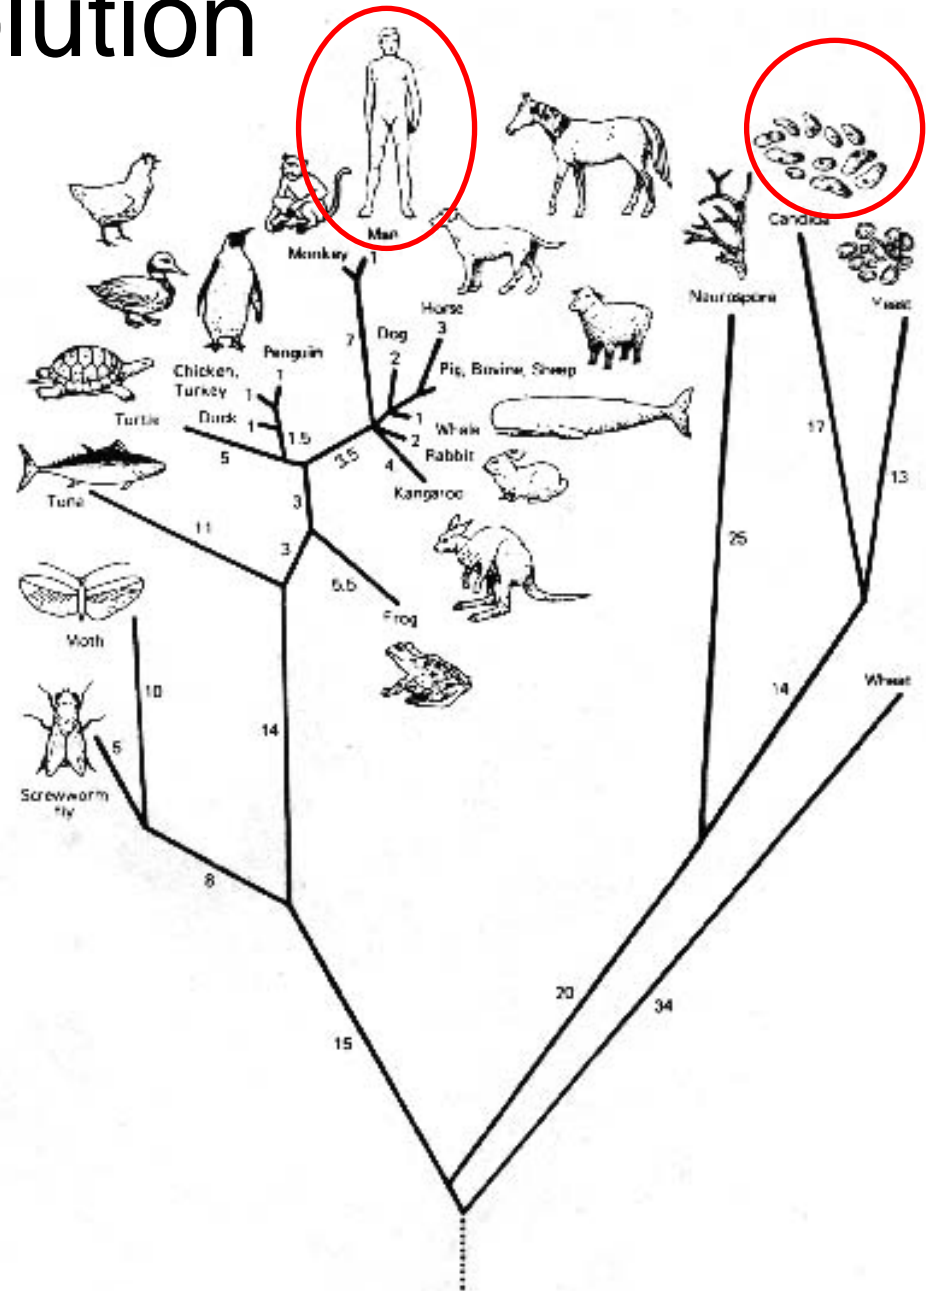 lution
Man
Candida
Monkey
1
Neurospora
Yeast
Horse
3
Dog
2
7
Penguin
1
Chicken,
Turkey
1
Pig, Bovine, Sheep
Turtle
Duck
1
1.5
1
Whale
2
Rabbit
17
5
3.5
4
Kangaroo
13
Tuna
3
11
25
3
5.5
Frog
Moth
Wheat
10
14
14
5
Screwworm
fly
8
20
34
15